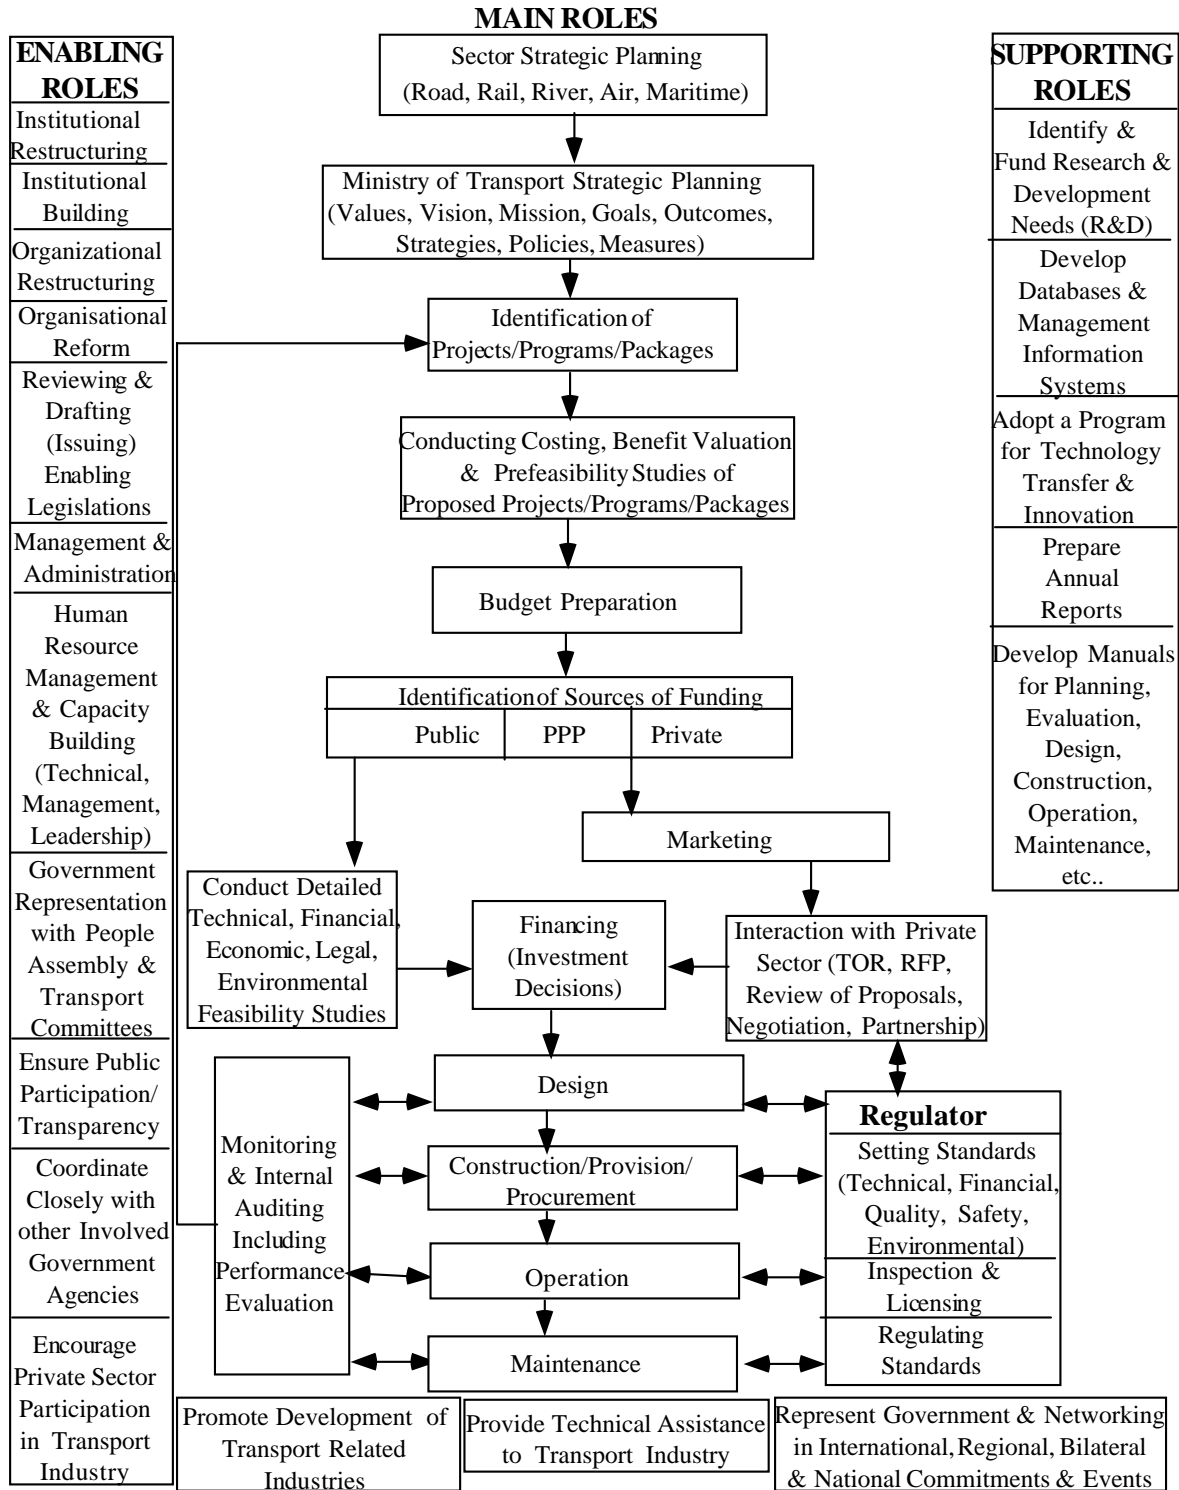 MAIN ROLES
ENABLING
ROLES
Institutional
Restructuring
Institutional
Building
Organizational
Restructuring
Organisational
Reform
Reviewing &
Drafting
(Issuing)
Enabling
Legislations
Management &
Administration
Human
Resource
Management
& Capacity
Building
(Technical,
Management,
Leadership)
Government
Representation
with People
Assembly &
Transport
Committees
Ensure Public
Participation/
Transparency
Coordinate
Closely with
other Involved
Government
Agencies
Encourage
Private Sector
Participation
in Transport
Industry
Sector Strategic Planning
(Road, Rail, River, Air, Maritime)
Ministry of Transport Strategic Planning
(Values, Vision, Mission, Goals, Outcomes,
Strategies, Policies, Measures)
Identification of
Projects/Programs/Packages
Conducting Costing, Benefit Valuation
& Prefeasibility Studies of
Proposed Projects/Programs/Packages
Budget Preparation
Identification of Sources of Funding
Public PPP Private
Marketing
Conduct Detailed
Technical, Financial,
Economic, Legal,
Environmental
Feasibility Studies
Financing
(Investment
Decisions)
Interaction with Private
Sector (TOR, RFP,
Review of Proposals,
Negotiation, Partnership)
Monitoring
& Internal
Auditing
Including
Performance
Evaluation
Design
Construction/Provision/
Procurement
Operation
Maintenance
Regulator
Setting Standards
(Technical, Financial,
Quality, Safety,
Environmental)
Inspection &
Licensing
Regulating
Standards
Promote Development of
Transport Related
Industries
Provide Technical Assistance
to Transport Industry
Represent Government & Networking
in International, Regional, Bilateral
& National Commitments & Events
SUPPORTING
ROLES
Identify &
Fund Research &
Development
Needs (R&D)
Develop
Databases &
Management
Information
Systems
Adopt a Program
for Technology
Transfer &
Innovation
Prepare
Annual
Reports
Develop Manuals
for Planning,
Evaluation,
Design,
Construction,
Operation,
Maintenance,
etc..